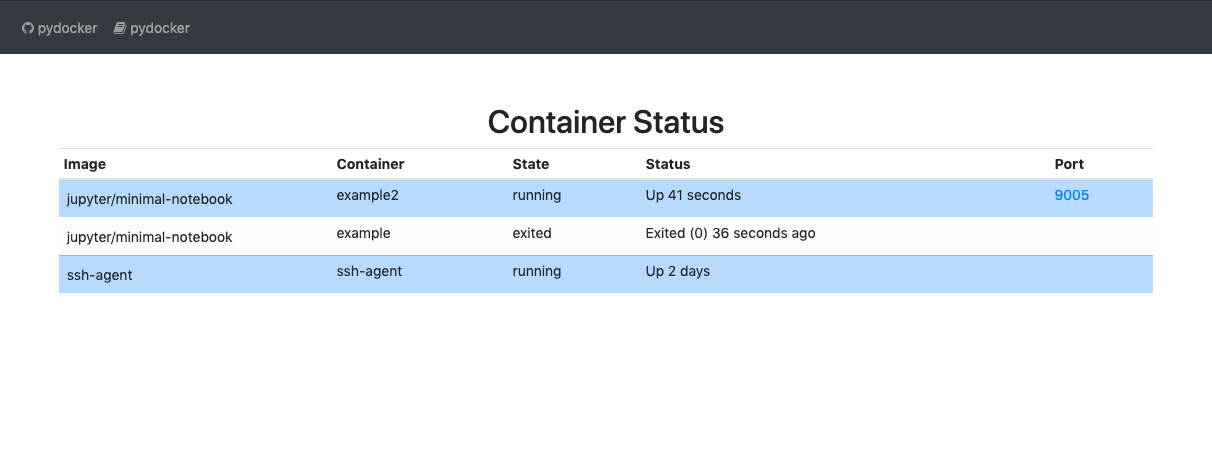 pydocker pydocker
Container Status
Image Container State Status Port
jupyter/minimal-notebook example2 running Up 41 seconds 9005
jupyter/minimal-notebook example exited Exited (0) 36 seconds ago
ssh-agent ssh-agent running Up 2 days